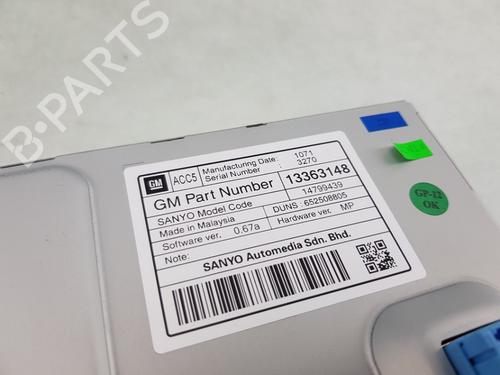 B-PARTS
GM
ACC5
Manufacturing Date: 1071
Serial Number: 3270
GM Part Number 13363148
SANYO Model Code 14799439
Made in Malaysia DUNS : 652508805
Software ver. 0.67a Hardware ver. MP
Note:
SANYO Automedia Sdn. Bhd.
GP-12
OK